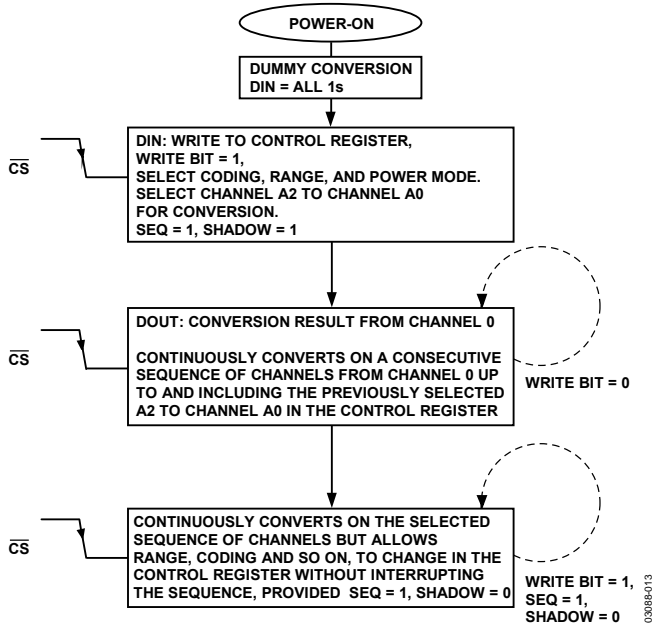 POWER-ON
DUMMY CONVERSION
DIN = ALL 1s
CS
DIN: WRITE TO CONTROL REGISTER,
WRITE BIT = 1,
SELECT CODING, RANGE, AND POWER MODE.
SELECT CHANNEL A2 TO CHANNEL A0
FOR CONVERSION.
SEQ = 1, SHADOW = 1
CS
DOUT: CONVERSION RESULT FROM CHANNEL 0
CONTINUOUSLY CONVERTS ON A CONSECUTIVE
SEQUENCE OF CHANNELS FROM CHANNEL 0 UP
TO AND INCLUDING THE PREVIOUSLY SELECTED
A2 TO CHANNEL A0 IN THE CONTROL REGISTER
WRITE BIT = 0
CS
CONTINUOUSLY CONVERTS ON THE SELECTED
SEQUENCE OF CHANNELS BUT ALLOWS
RANGE, CODING AND SO ON, TO CHANGE IN THE
CONTROL REGISTER WITHOUT INTERRUPTING
THE SEQUENCE, PROVIDED SEQ = 1, SHADOW = 0
WRITE BIT = 1,
SEQ = 1,
SHADOW = 0
03088-013